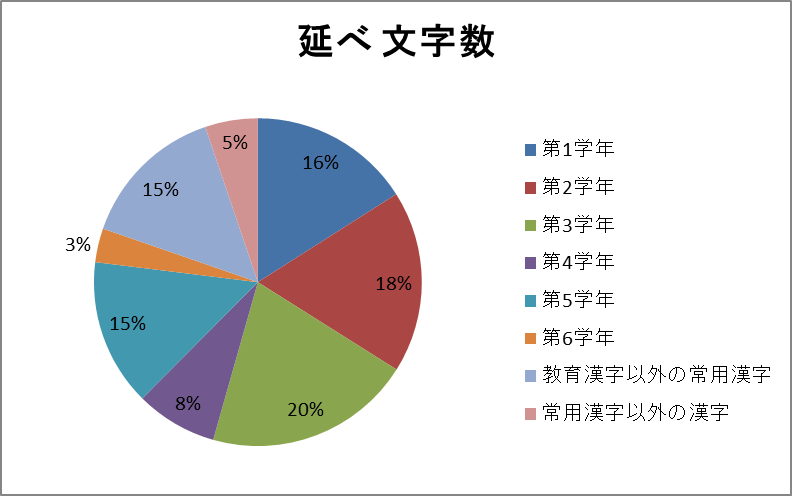 延べ 文字数
5%
16%
15%
3%
18%
15%
8%
20%
第1学年
第2学年
第3学年
第4学年
第5学年
第6学年
教育漢字以外の常用漢字
常用漢字以外の漢字